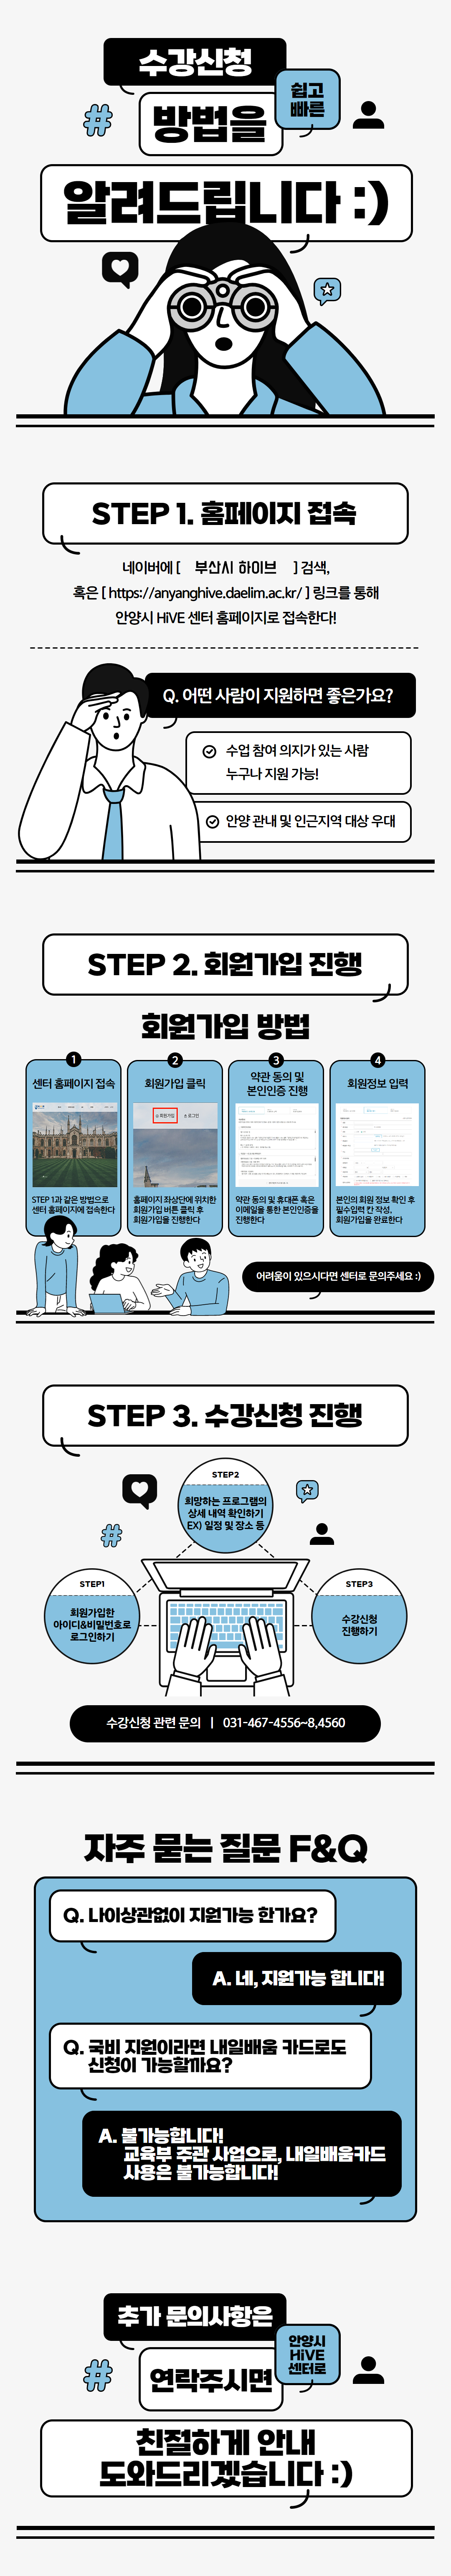 수강신청
쉽고
빠른
방법을
알려드립니다 :)
STEP 1. 홈페이지 접속
네이버에 [ 부산시 하이브 ] 검색,
혹은 [ https://anyanghive.daelim.ac.kr/ ] 링크를 통해
안양시 HiVE 센터 홈페이지로 접속한다!
Q. 어떤 사람이 지원하면 좋은가요?
수업 참여 의지가 있는 사람
누구나 지원 가능!
안양 관내 및 인근지역 대상 우대
STEP 2. 회원가입 진행
회원가입 방법
1
센터 홈페이지 접속
STEP 1과 같은 방법으로
센터 홈페이지에 접속한다
2
회원가입 클릭
회원가입
로그인
홈페이지 좌상단에 위치한
회원가입 버튼 클릭 후
회원가입을 진행한다
3
약관 동의 및
본인인증 진행
약관 동의 및 휴대폰 혹은
이메일을 통한 본인인증을
진행한다
4
회원정보 입력
본인의 회원 정보 확인 후
필수입력 칸 작성,
회원가입을 완료한다
어려움이 있으시다면 센터로 문의주세요 :)
STEP 3. 수강신청 진행
STEP2
희망하는 프로그램의
상세 내역 확인하기
EX) 일정 및 장소 등
STEP1
회원가입한
아이디&비밀번호로
로그인하기
STEP3
수강신청
진행하기
수강신청 관련 문의 | 031-467-4556~8,4560
자주 묻는 질문 F&Q
Q. 나이상관없이 지원가능 한가요?
A. 네, 지원가능 합니다!
Q. 국비 지원이라면 내일배움 카드로도
신청이 가능할까요?
A. 불가능합니다!
교육부 주관 사업으로, 내일배움카드
사용은 불가능합니다!
추가 문의사항은
안양시
HiVE
센터로
연락주시면
친절하게 안내
도와드리겠습니다 :)